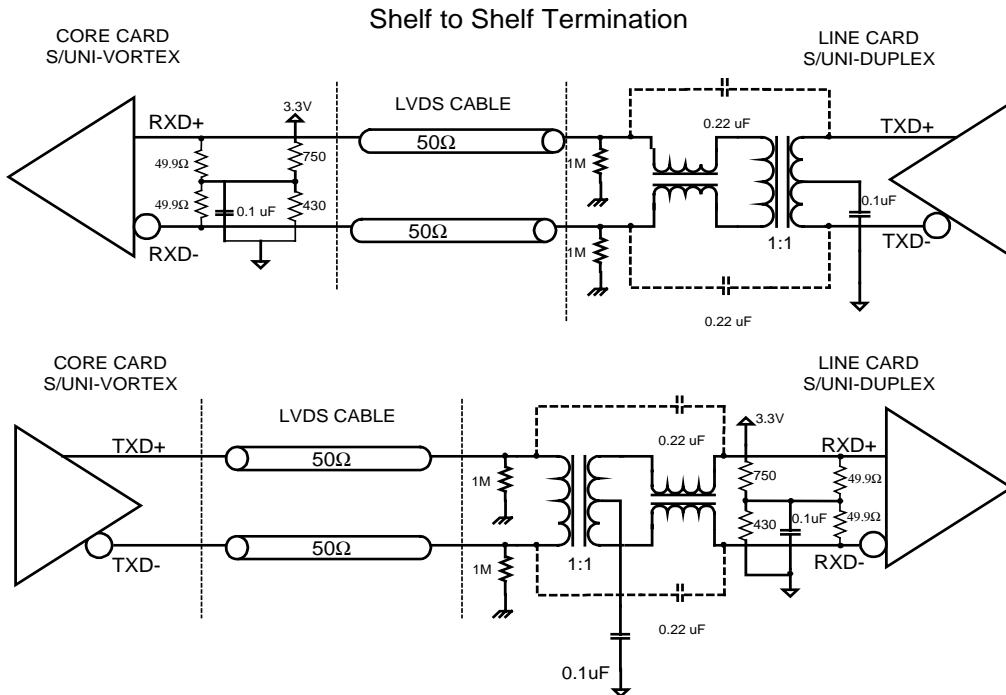 Shelf to Shelf Termination
CORE CARD
S/UNI-VORTEX
LINE CARD
S/UNI-DUPLEX
LVDS CABLE
3.3V
RXD+
50Ω
0.22 uF
TXD+
49.9Ω
750
1M
49.9Ω
0.1 uF
430
0.1uF
RXD-
50Ω
1M
1:1
TXD-
0.22 uF
CORE CARD
S/UNI-VORTEX
LINE CARD
S/UNI-DUPLEX
LVDS CABLE
3.3V
TXD+
50Ω
0.22 uF
RXD+
1M
750
49.9Ω
430
0.1uF
49.9Ω
TXD-
50Ω
1M
1:1
RXD-
0.22 uF
0.1uF